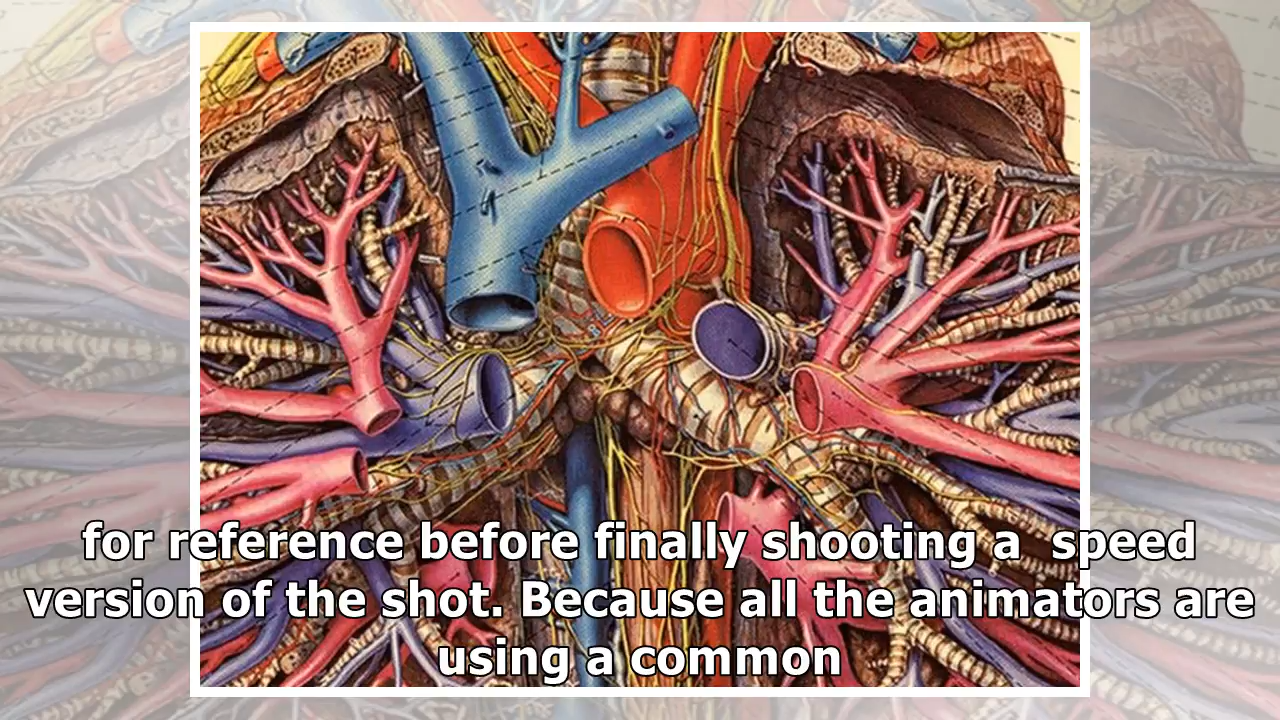 for reference before finally shooting a  speed
version of the shot. Because all the animators are
using a common